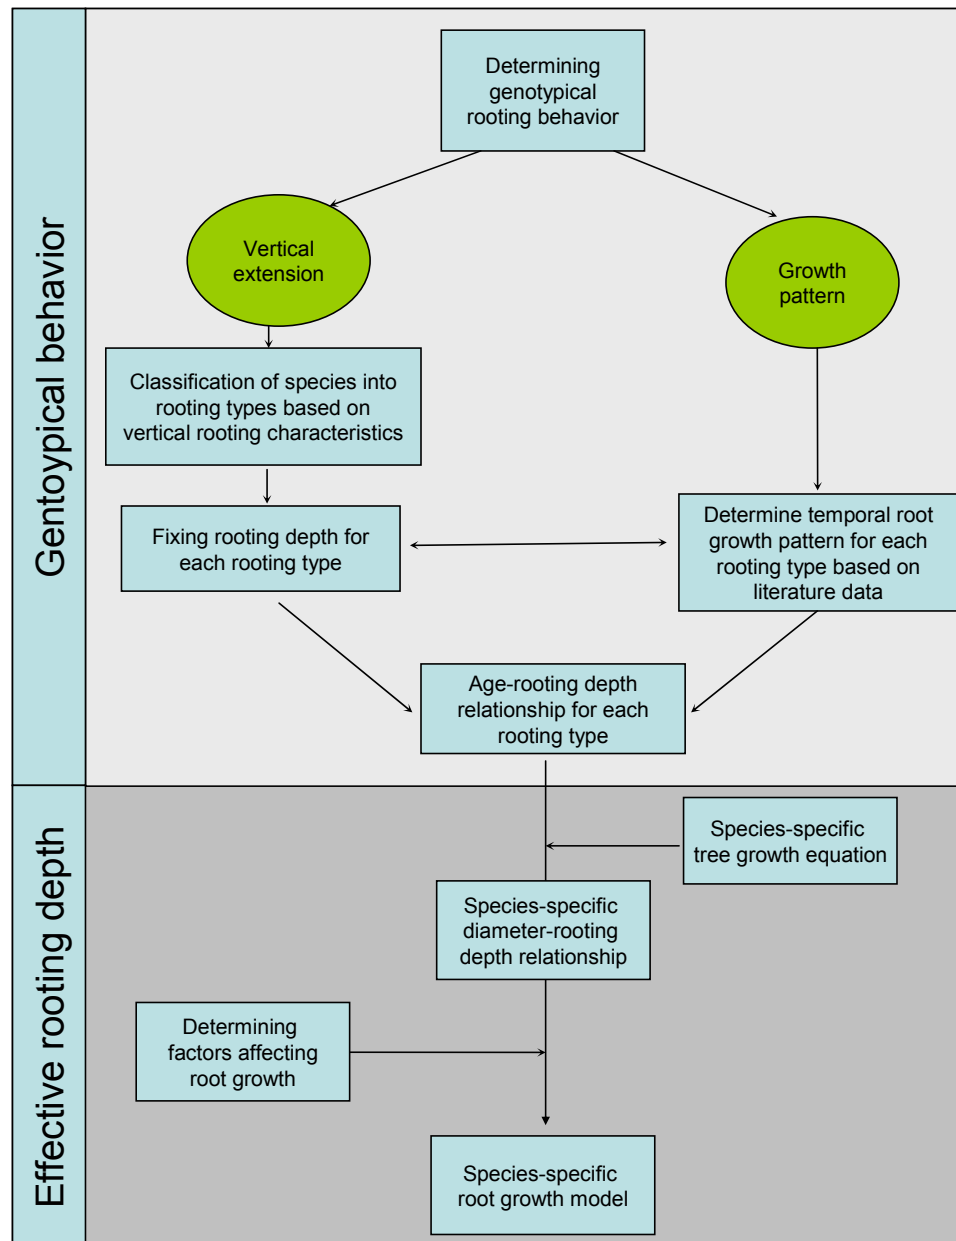 Gentoypical behavior
Determining
genotypical
rooting behavior
Vertical
extension
Growth
pattern
Classification of species into
rooting types based on
vertical rooting characteristics
Fixing rooting depth for
each rooting type
Determine temporal root
growth pattern for each
rooting type based on
literature data
Age-rooting depth
relationship for each
rooting type
Effective rooting depth
Species-specific
tree growth equation
Species-specific
diameter-rooting
depth relationship
Determining
factors affecting
root growth
Species-specific
root growth model